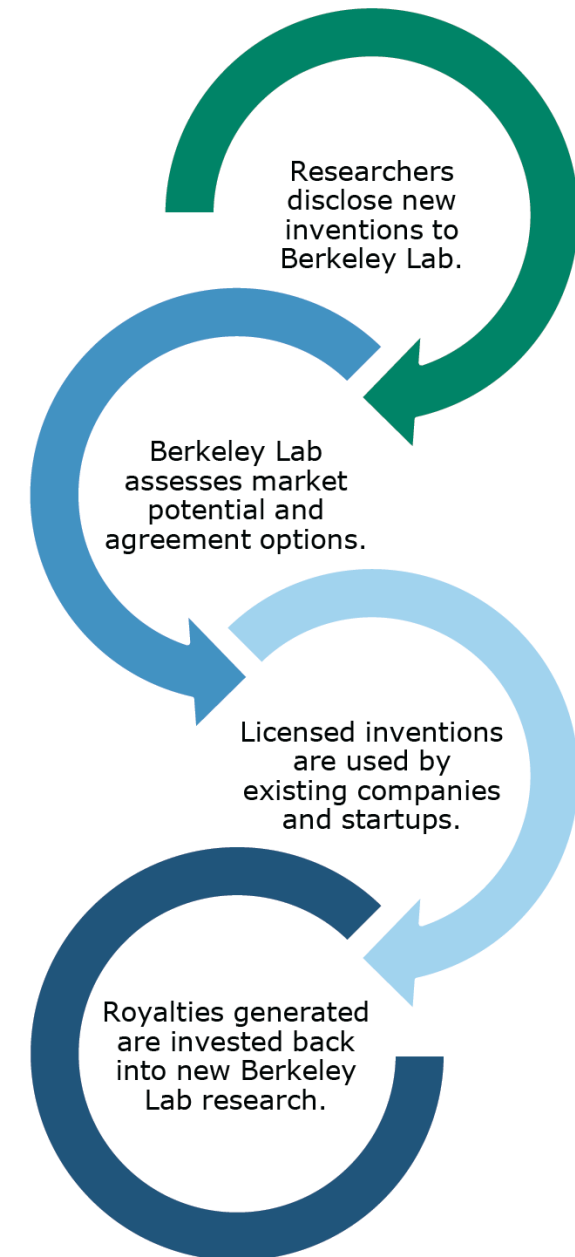 Researchers
disclose new
inventions to
Berkeley Lab.
Berkeley Lab
assesses market
potential and
agreement options.
Licensed inventions
are used by
existing companies
and startups.
Royalties generated
are invested back
into new Berkeley
Lab research.